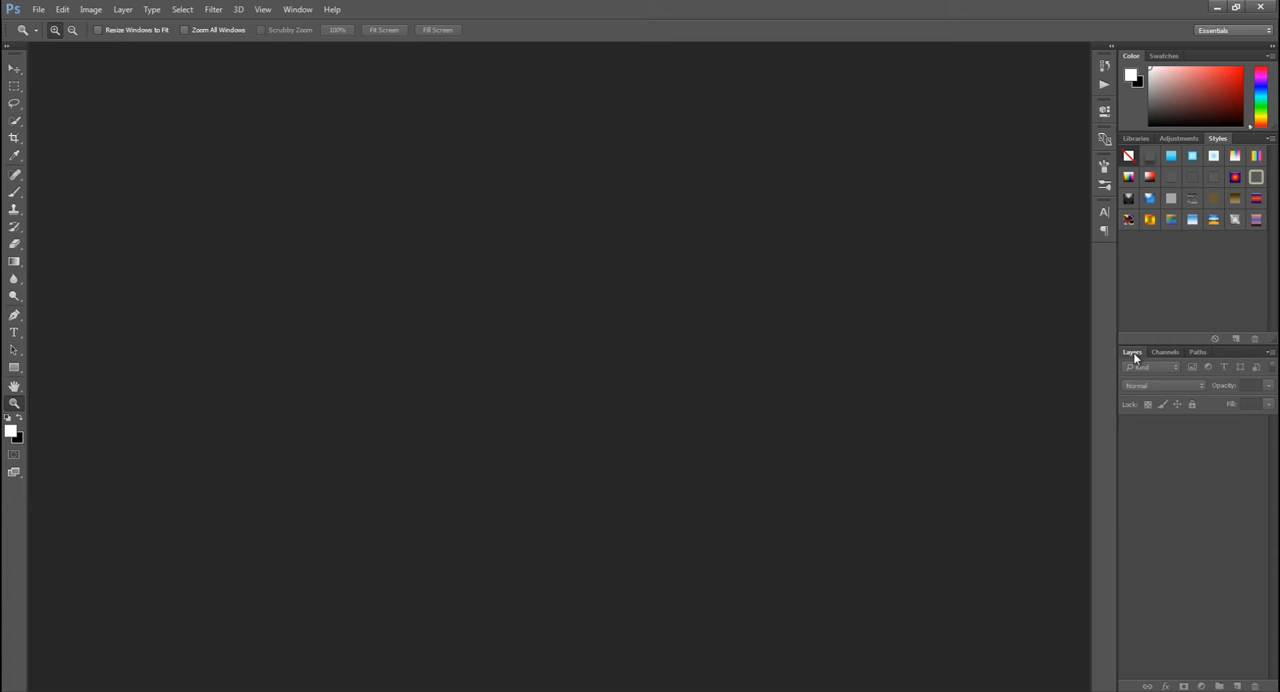 Ps File Edit Image Layer Type Select Filter 3D View Window Help
Resize Windows to Fit Zoom All Windows Scrubby Zoom 100% Fit Screen Fill Screen Essentials
Color Swatches
Libraries Adjustments Styles
Layers Channels Paths
Kind T
Normal Opacity:
Lock: Fill:
A
¶
T
fx